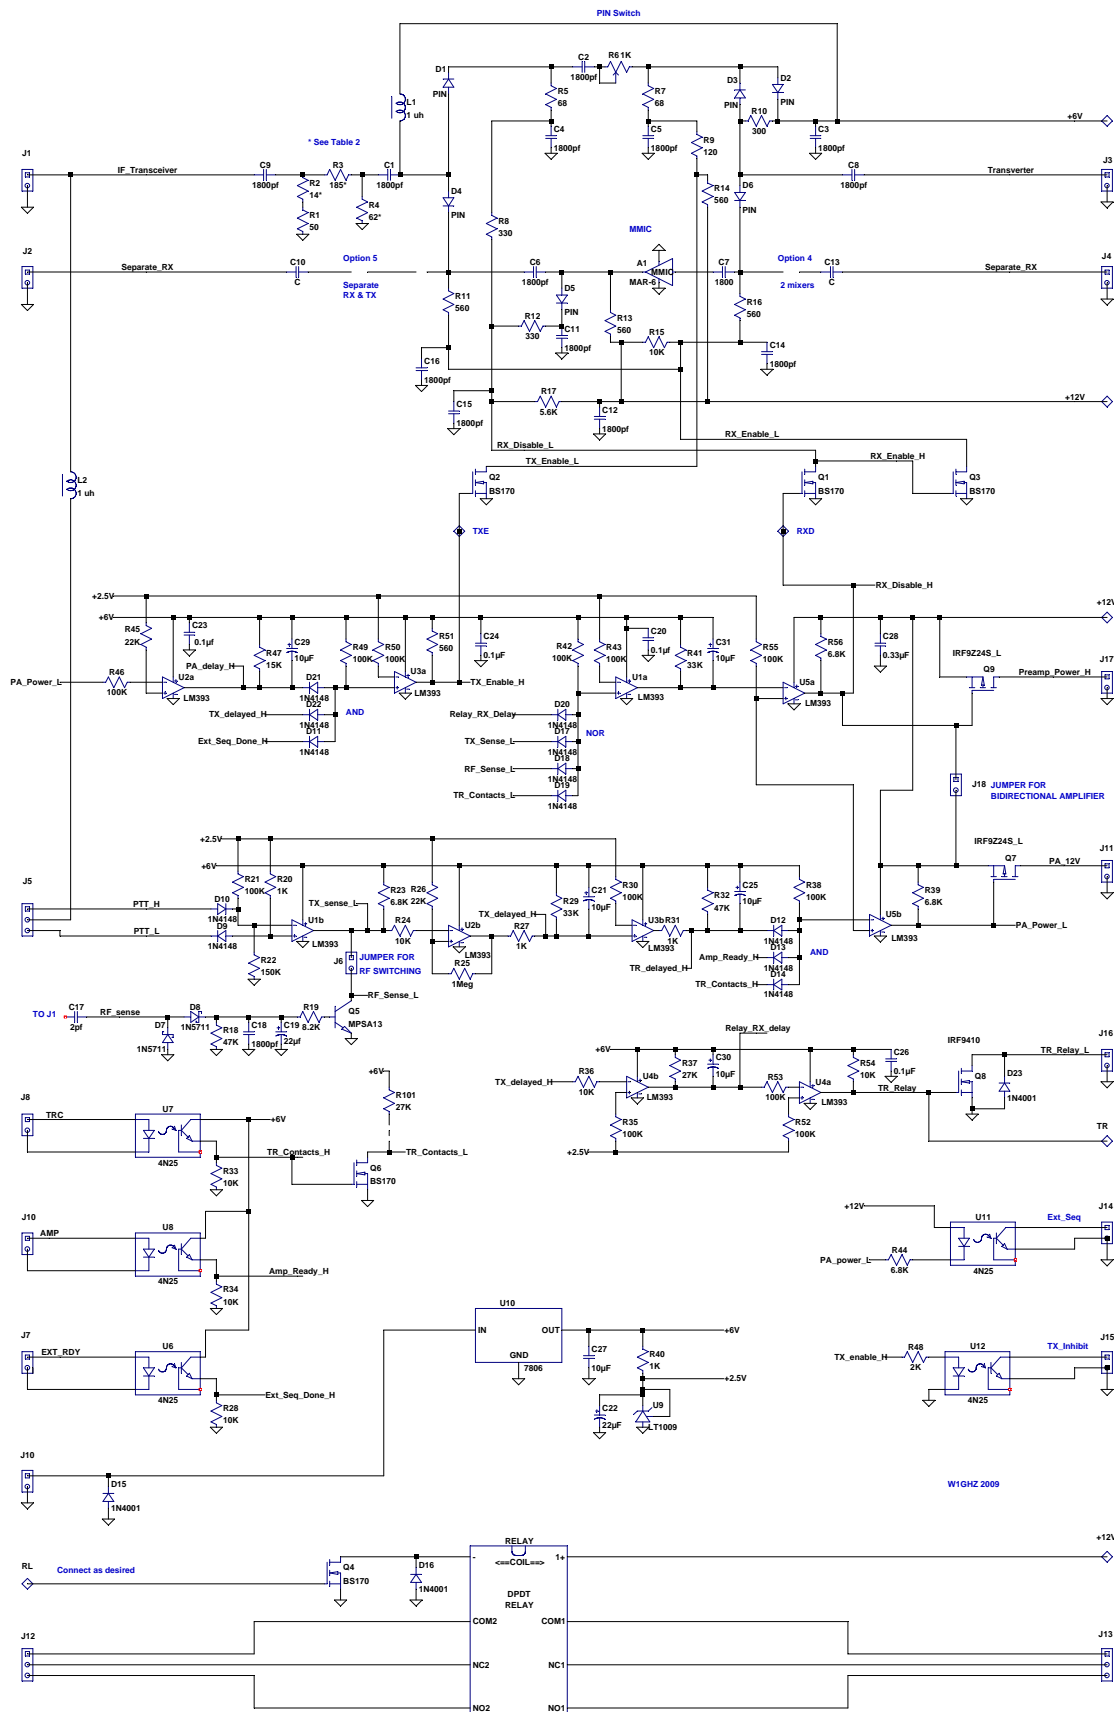 PIN Switch
D1
PIN
C2
1800pf
R6 1K
D3
PIN
D2
PIN
R5
68
R7
68
L1
1 uh
R10
300
+6V
C4
1800pf
C5
1800pf
R9
120
C3
1800pf
* See Table 2
J1
IF_Transceiver
C9
1800pf
R3
185*
C1
1800pf
C8
1800pf
Transverter
J3
R2
14*
R4
62*
R1
50
D4
PIN
R14
560
D6
PIN
R8
330
MMIC
J2
Separate_RX
C10
C
Option 5
Separate
RX & TX
C6
1800pf
A1
MMIC
MAR-6
C7
1800
Option 4
2 mixers
C13
C
Separate_RX
J4
R11
560
D5
PIN
R12
330
C11
1800pf
R13
560
R15
10K
R16
560
C14
1800pf
C16
1800pf
R17
5.6K
C15
1800pf
C12
1800pf
+12V
RX_Disable_L
RX_Enable_L
TX_Enable_L
RX_Enable_H
L2
1 uh
Q2
BS170
Q1
BS170
Q3
BS170
TXE
RXD
RX_Disable_H
+2.5V
+6V
+12V
R45
22K
C23
0.1µf
R47
15K
C29
10µF
R49
100K
R50
100K
R51
560
C24
0.1µf
R42
100K
R43
100K
C20
0.1µf
R41
33K
C31
10µF
R55
100K
R56
6.8K
C28
0.33µF
IRF9Z24S_L
Q9
Preamp_Power_H
J17
PA_Power_L
R46
100K
PA_delay_H
U2a
LM393
D21
1N4148
TX_delayed_H
D22
1N4148
AND
Ext_Seq_Done_H
D11
1N4148
U3a
LM393
TX_Enable_H
Relay_RX_Delay
D20
1N4148
TX_Sense_L
D17
1N4148
NOR
RF_Sense_L
D18
1N4148
TR_Contacts_L
D19
1N4148
U1a
LM393
U5a
LM393
J18
JUMPER FOR
BIDIRECTIONAL AMPLIFIER
IRF9Z24S_L
Q7
PA_12V
J11
+2.5V
+6V
J5
PTT_H
PTT_L
R21
100K
R20
1K
D10
1N4148
D9
1N4148
R22
150K
U1b
LM393
TX_sense_L
R23
6.8K
R24
10K
R26
22K
U2b
LM393
R25
1Meg
TX_delayed_H
R27
1K
R29
33K
C21
10µF
R30
100K
U3b
LM393
R31
1K
TR_delayed_H
R32
47K
C25
10µF
D12
1N4148
Amp_Ready_H
D13
1N4148
TR_Contacts_H
D14
1N4148
AND
R38
100K
U5b
LM393
R39
6.8K
PA_Power_L
J6
JUMPER FOR
RF SWITCHING
RF_Sense_L
TO J1
C17
2pf
RF_sense
D7
1N5711
D8
1N5711
R18
47K
C18
1800pf
C19
22µf
R19
8.2K
Q5
MPSA13
Relay_RX_delay
+6V
TX_delayed_H
R36
10K
U4b
LM393
R37
27K
C30
10µF
R53
100K
U4a
LM393
R54
10K
C26
0.1µF
TR_Relay
IRF9410
Q8
D23
1N4001
TR_Relay_L
J16
R35
100K
R52
100K
+2.5V
TR
+6V
R101
27K
J8
TRC
U7
4N25
+6V
R33
10K
TR_Contacts_H
TR_Contacts_L
Q6
BS170
J10
AMP
U8
4N25
Amp_Ready_H
R34
10K
+12V
U11
4N25
Ext_Seq
J14
PA_power_L
R44
6.8K
J7
EXT_RDY
U6
4N25
Ext_Seq_Done_H
R28
10K
U10
IN
OUT
GND
7806
C27
10µF
+6V
R40
1K
+2.5V
C22
22µF
U9
LT1009
TX_enable_H
R48
2K
U12
4N25
TX_Inhibit
J15
J10
D15
1N4001
W1GHZ 2009
RL
Connect as desired
Q4
BS170
D16
1N4001
RELAY
<==COIL==>
-
1+
+12V
DPDT
RELAY
COM2
COM1
NC2
NC1
NO2
NO1
J12
J13